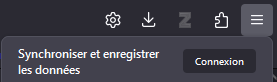 Synchroniser et enregistrer
les données
Connexion